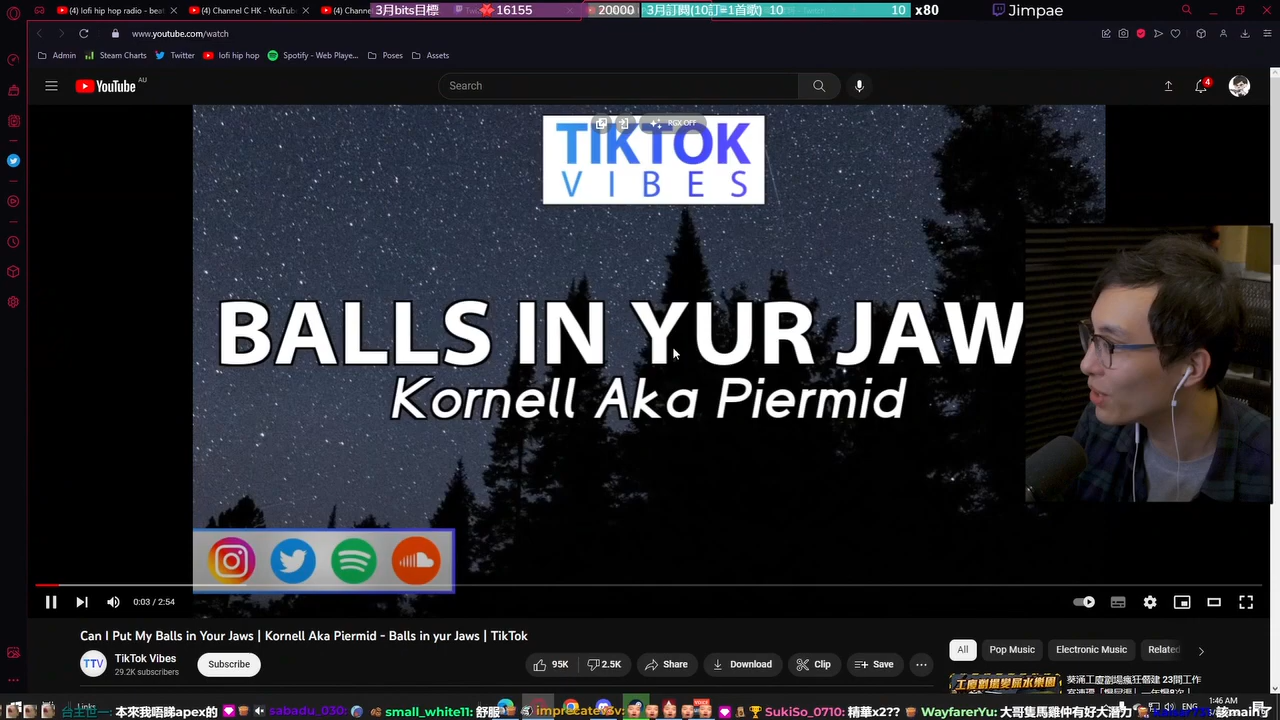 3月bits目標
16155
20000
3月訂閱(10訂=1首歌) 10
10
x80
Jimpae
(4) lofi hip hop radio - beat
(4) Channel C HK - YouTube
(4) Channe
www.youtube.com/watch
Admin
Steam Charts
Twitter
lofi hip hop
Spotify - Web Playe...
Poses
Assets
YouTube AU
Search
4
RGX OFF
TIKTOK
VIBES
BALLS IN YUR JAW
Kornell Aka Piermid
0:03 / 2:54
Can I Put My Balls in Your Jaws | Kornell Aka Piermid - Balls in yur Jaws | TikTok
TTV
TikTok Vibes
29.2K subscribers
Subscribe
95K
2.5K
Share
Download
Clip
Save
All
Pop Music
Electronic Music
Related
1:46 AM
本來我唔睇apex的
sabadu_030:
small_white11: 舒服
SukiSo_0710: 精華x2??
WayfarerYu: 大哥隻馬雞仲有好大潛力